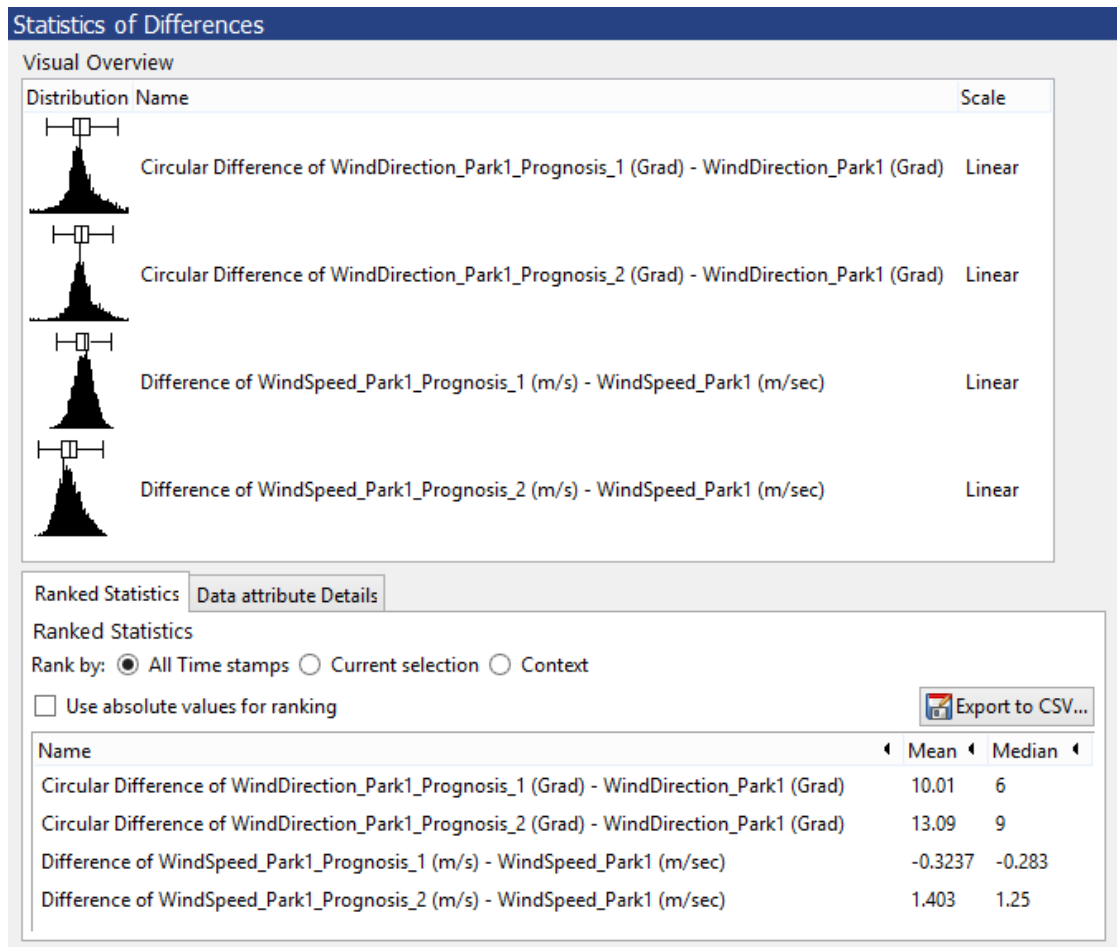 Statistics of Differences
Visual Overview
Distribution Name Scale
Circular Difference of WindDirection_Park1_Prognosis_1 (Grad) - WindDirection_Park1 (Grad) Linear
Circular Difference of WindDirection_Park1_Prognosis_2 (Grad) - WindDirection_Park1 (Grad) Linear
Difference of WindSpeed_Park1_Prognosis_1 (m/s) - WindSpeed_Park1 (m/sec) Linear
Difference of WindSpeed_Park1_Prognosis_2 (m/s) - WindSpeed_Park1 (m/sec) Linear
Ranked Statistics Data attribute Details
Ranked Statistics
Rank by: All Time stamps Current selection Context
Use absolute values for ranking Export to CSV...
Name Mean Median
Circular Difference of WindDirection_Park1_Prognosis_1 (Grad) - WindDirection_Park1 (Grad) 10.01 6
Circular Difference of WindDirection_Park1_Prognosis_2 (Grad) - WindDirection_Park1 (Grad) 13.09 9
Difference of WindSpeed_Park1_Prognosis_1 (m/s) - WindSpeed_Park1 (m/sec) -0.3237 -0.283
Difference of WindSpeed_Park1_Prognosis_2 (m/s) - WindSpeed_Park1 (m/sec) 1.403 1.25